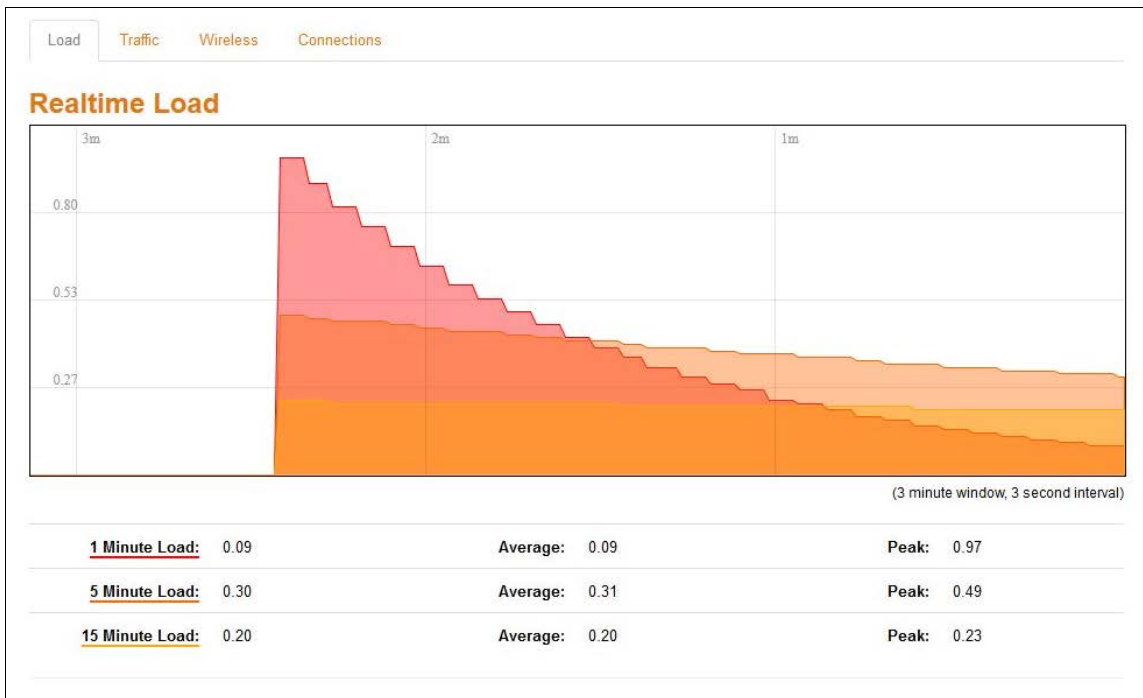 Load Traffic Wireless Connections
Realtime Load
3m 2m 1m
0.80
0.53
0.27
(3 minute window, 3 second interval)
1 Minute Load: 0.09 Average: 0.09 Peak: 0.97
5 Minute Load: 0.30 Average: 0.31 Peak: 0.49
15 Minute Load: 0.20 Average: 0.20 Peak: 0.23